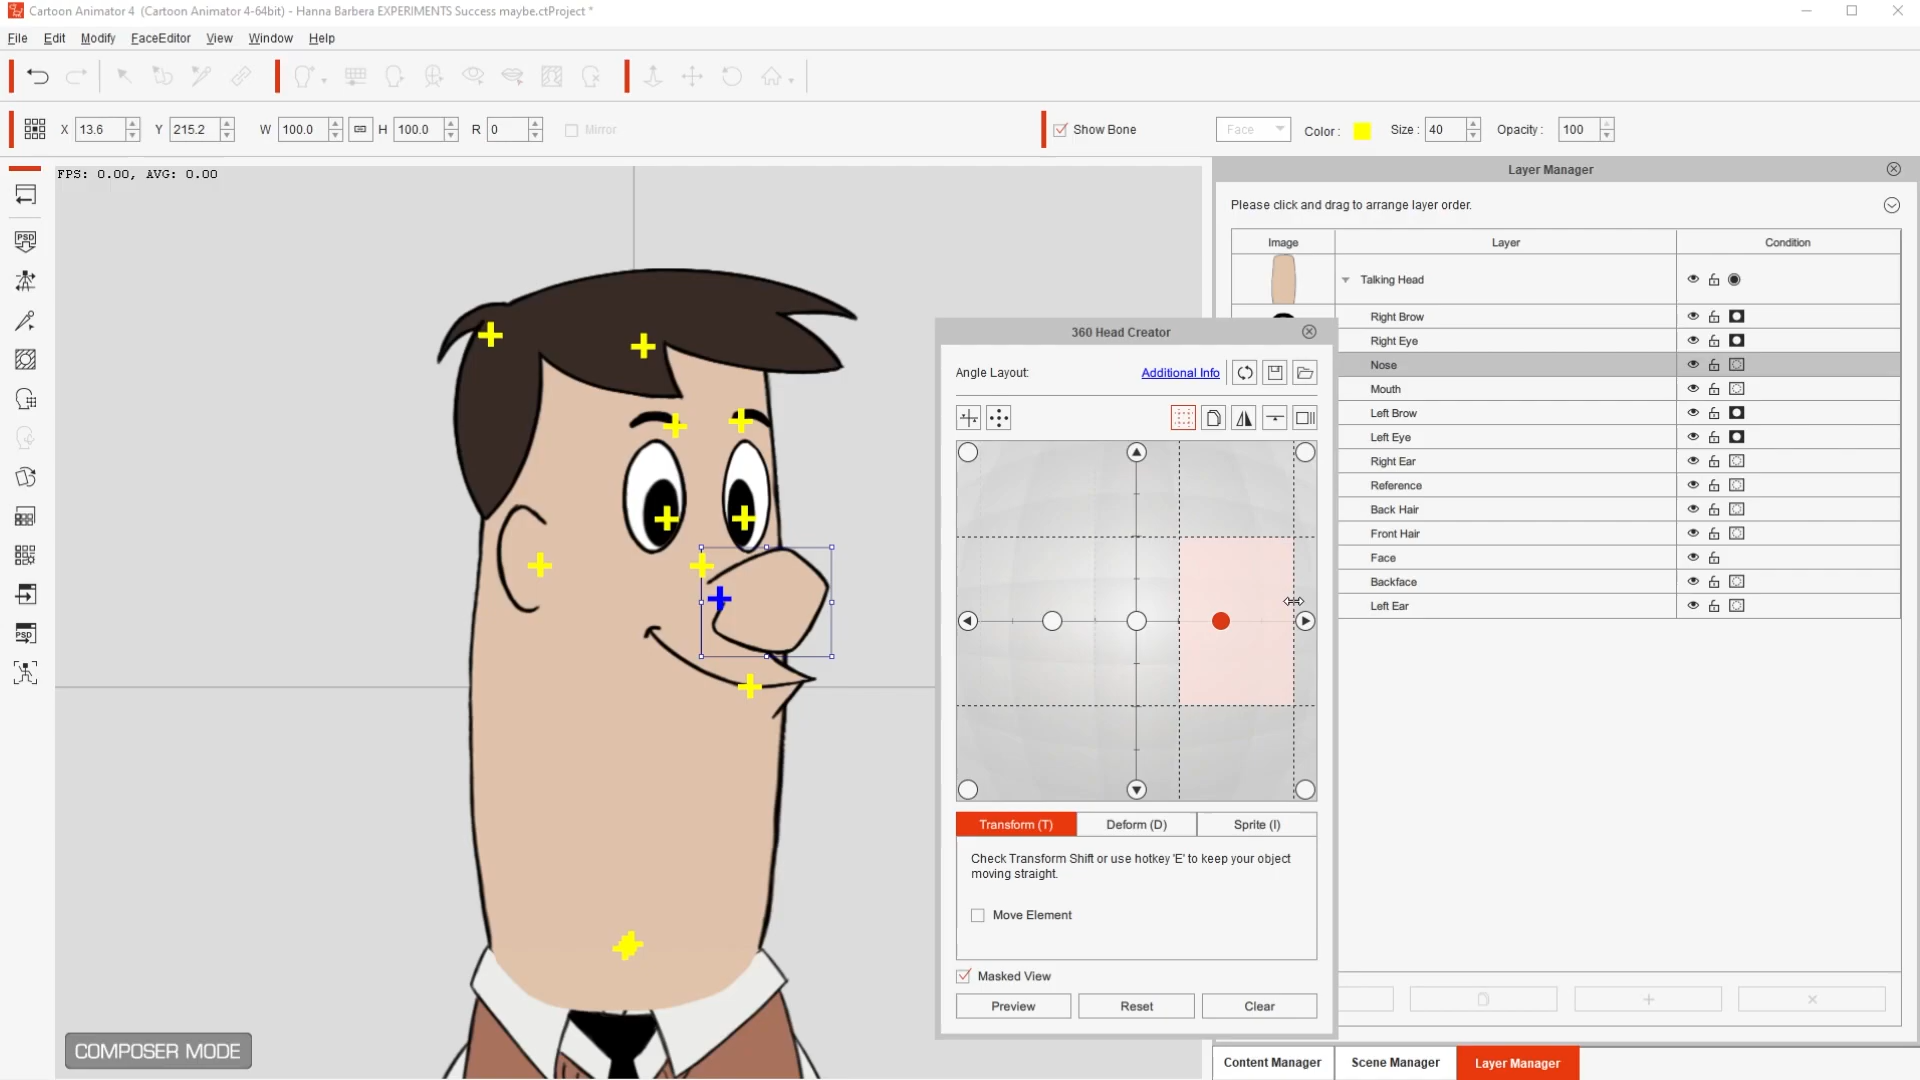 Cartoon Animator 4  (Cartoon Animator 4-64bit) - Hanna Barbera EXPERIMENTS Success maybe.ctProject *
File Edit Modify FaceEditor View Window Help
X 13.6 Y 215.2 W 100.0 H 100.0 R 0 Mirror Show Bone Face Color : Size : 40 Opacity : 100
FPS: 0.00, AVG: 0.00
Layer Manager
Please click and drag to arrange layer order.
Image Layer Condition
Talking Head
Right Brow
Right Eye
Nose
Mouth
Left Brow
Left Eye
Right Ear
Reference
Back Hair
Front Hair
Face
Backface
Left Ear
360 Head Creator
Angle Layout: Additional Info
Transform (T) Deform (D) Sprite (I)
Check Transform Shift or use hotkey 'E' to keep your object
moving straight.
Move Element
Masked View
Preview Reset Clear
PSD
PSD
COMPOSER MODE
Content Manager Scene Manager Layer Manager